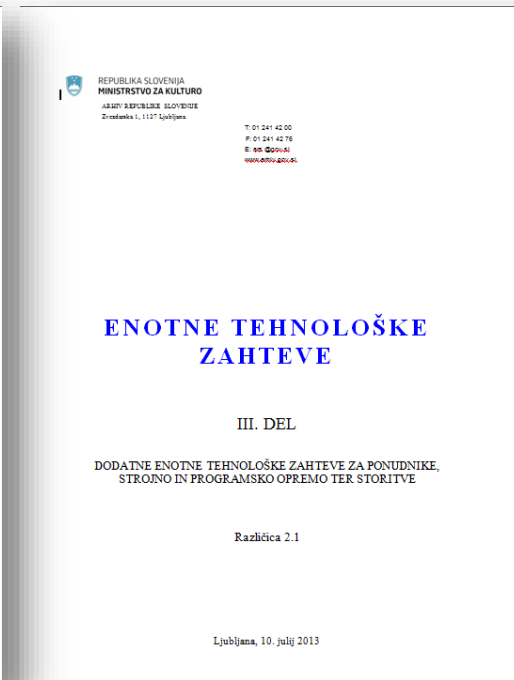 REPUBLIKA SLOVENIJA
MINISTRSTVO ZA KULTURO
ARHIV REPUBLIKE SLOVENIJE
Zvezdarska 1, 1127 Ljubljana
T: 01 241 42 00
F: 01 241 42 76
E: @gov.si
www.arhiv.gov.si
ENOTNE TEHNOLOŠKE
ZAHTEVE
III. DEL
DODATNE ENOTNE TEHNOLOŠKE ZAHTEVE ZA PONUDNIKE,
STROJNO IN PROGRAMSKO OPREMO TER STORITVE
Različica 2.1
Ljubljana, 10. julij 2013